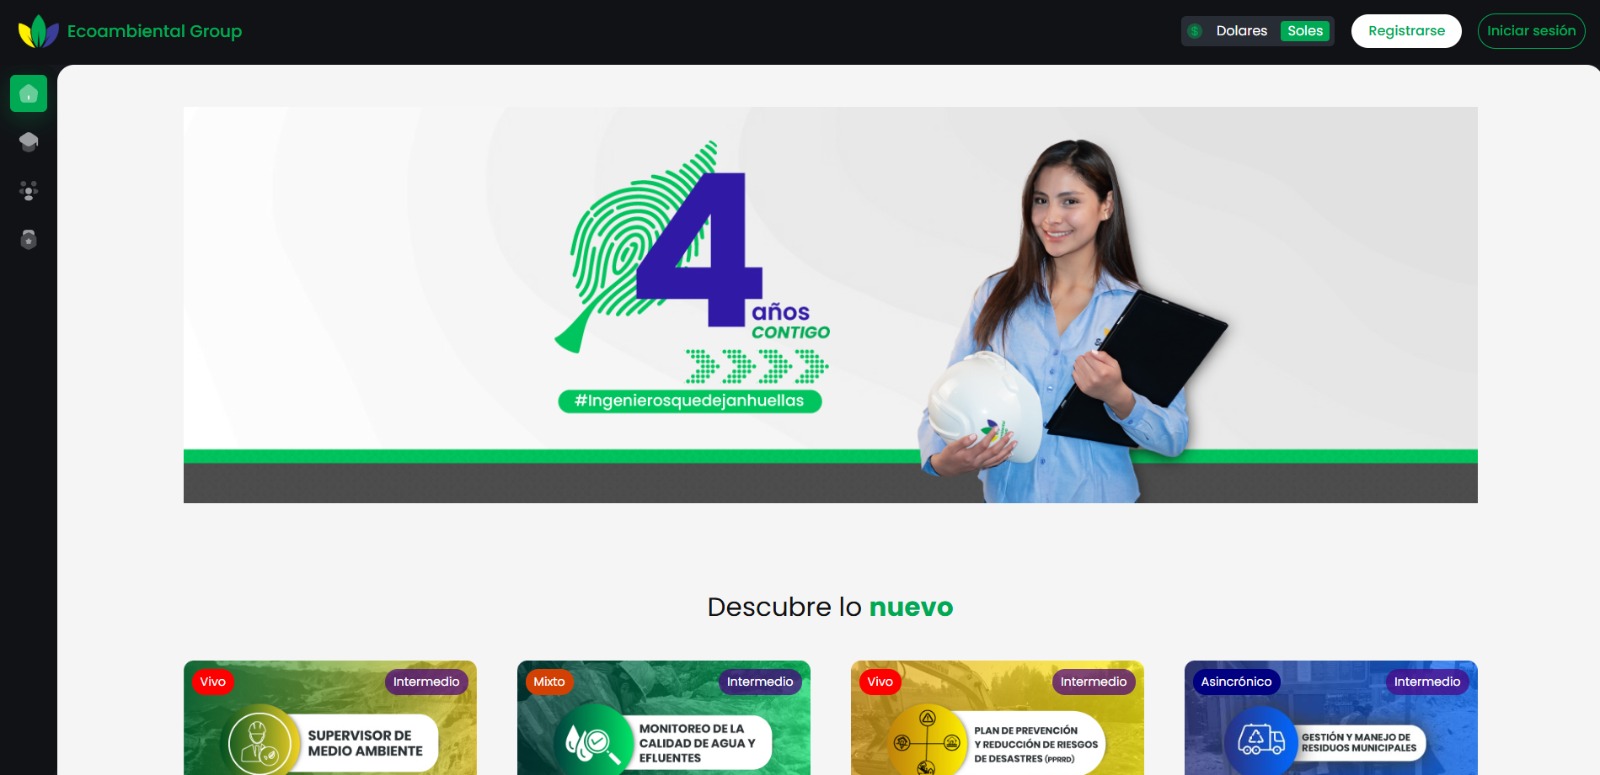 Ecoambiental Group
$ Dolares Soles
Registrarse
Iniciar sesión
4
años
CONTIGO
#Ingenierosquedejanhuellas
Descubre lo nuevo
Vivo
Intermedio
SUPERVISOR DE
MEDIO AMBIENTE
Mixto
Intermedio
MONITOREO DE LA
CALIDAD DE AGUA Y
EFLUENTES
Vivo
Intermedio
PLAN DE PREVENCIÓN
Y REDUCCIÓN DE RIESGOS
DE DESASTRES (PPRRD)
Asincrónico
Intermedio
GESTIÓN Y MANEJO DE
RESIDUOS MUNICIPALES